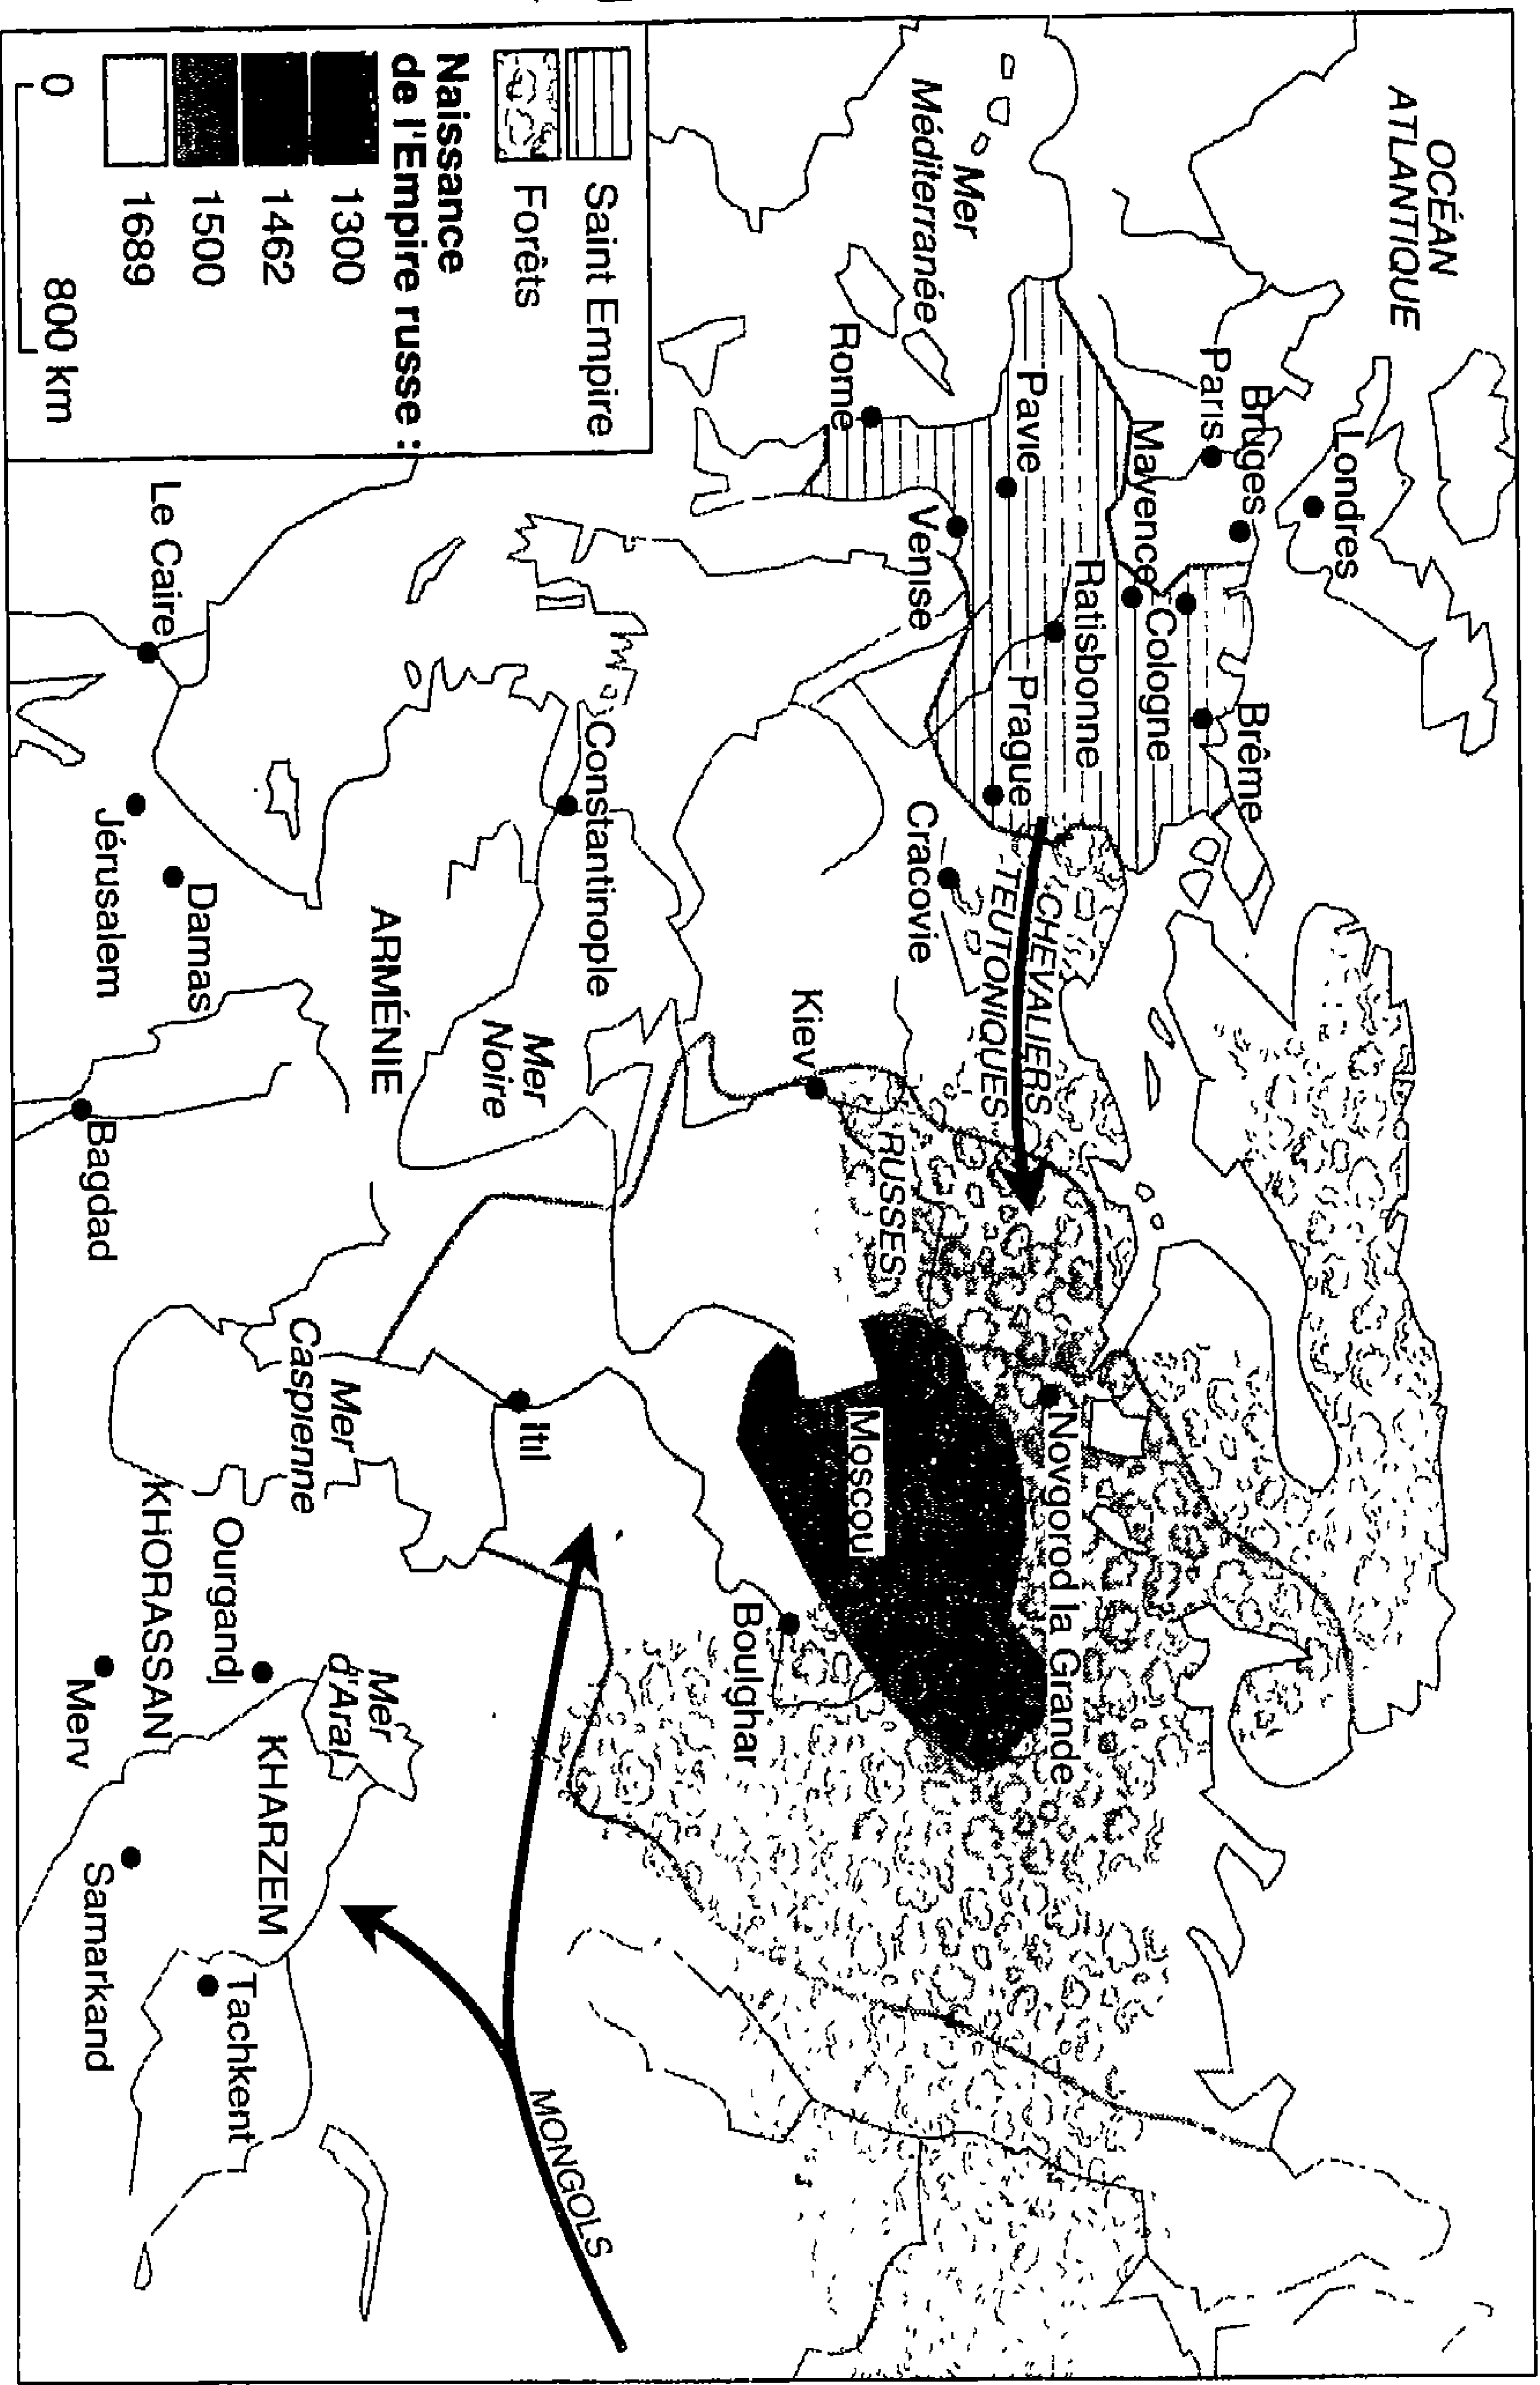 OCÉAN
ATLANTIQUE
Londres
Bruges
Paris
Brême
Cologne
Mayence
Ratisbonne
Prague
Pavie
Venise
Rome
Mer
Méditerranée
Cracovie
CHEVALIERS
TEUTONIQUES
Kiev
RUSSES
Novgorod la Grande
Moscou
Boulghar
Itil
Constantinople
Mer
Noire
ARMÉNIE
Mer
Caspienne
Mer
d'Aral
Ourgandj
KHARZEM
KHORASSAN
Merv
Samarkand
Tachkent
MONGOLS
Le Caire
Jérusalem
Damas
Bagdad
Saint Empire
Forêts
Naissance
de l'Empire russe :
1300
1462
1500
1689
0 800 km